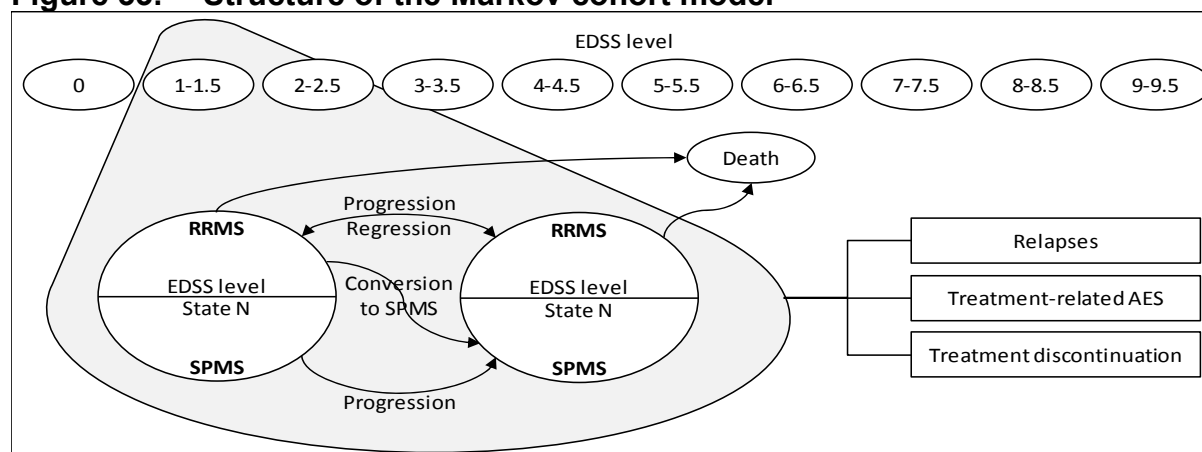 Structure of the Markov cohort model
EDSS level
0
1-1.5
2-2.5
3-3.5
4-4.5
5-5.5
6-6.5
7-7.5
8-8.5
9-9.5
Death
Progression
Regression
RRMS
EDSS level
State N
SPMS
Conversion
to SPMS
RRMS
EDSS level
State N
SPMS
Progression
Relapses
Treatment-related AES
Treatment discontinuation